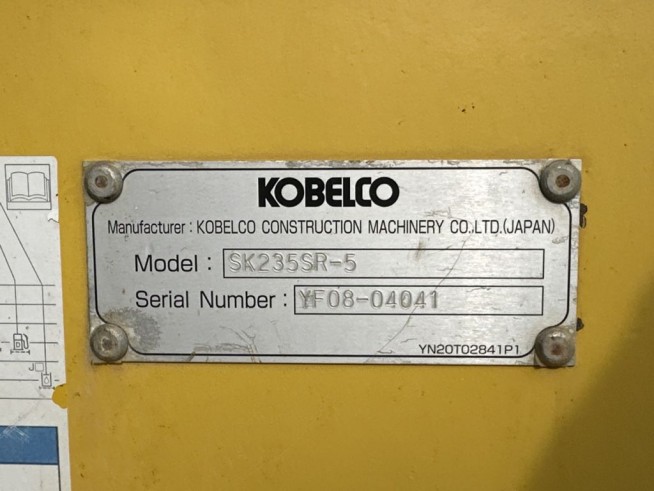 KOBELCO
Manufacturer : KOBELCO CONSTRUCTION MACHINERY CO.,LTD.(JAPAN)
Model : SK235SR-5
Serial Number : YF08-04041
YN20T02841P1
J